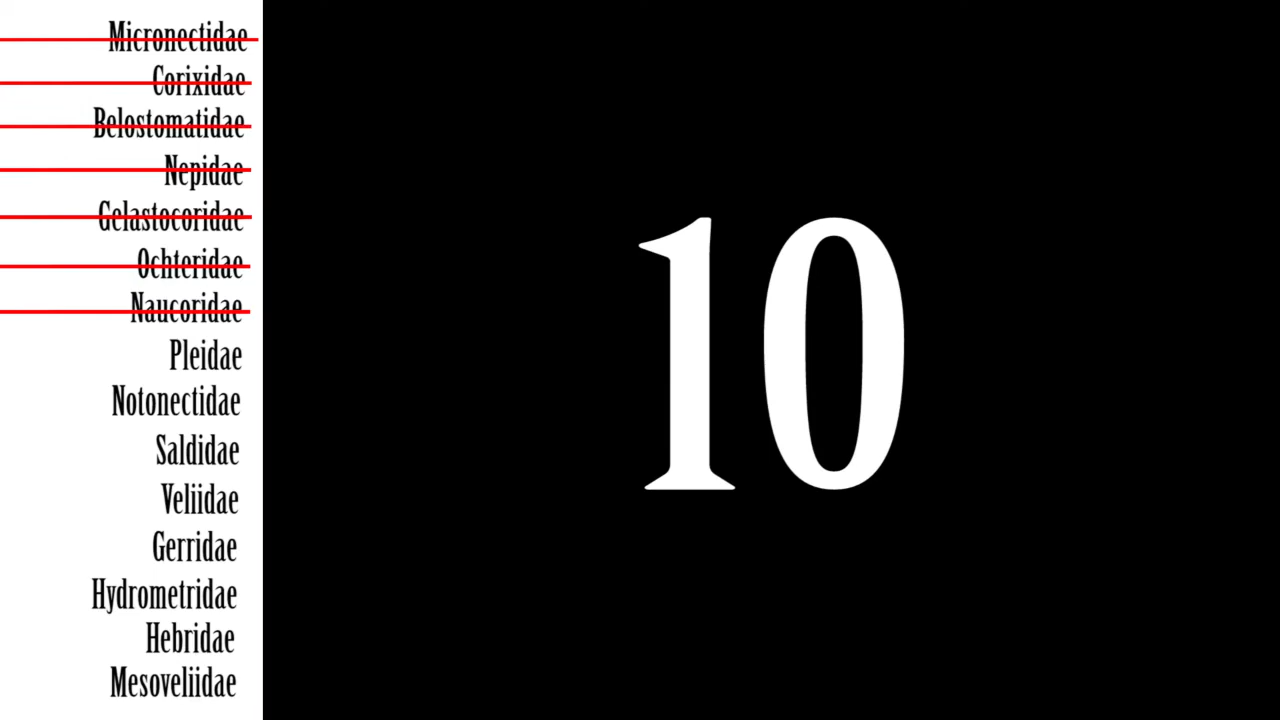 Micronectidae
Corixidae
Belostomatidae
Nepidae
Gelastocoridae
Ochteridae
Naucoridae
Pleidae
Notonectidae
Saldidae
Veliidae
Gerridae
Hydrometridae
Hebridae
Mesoveliidae
10